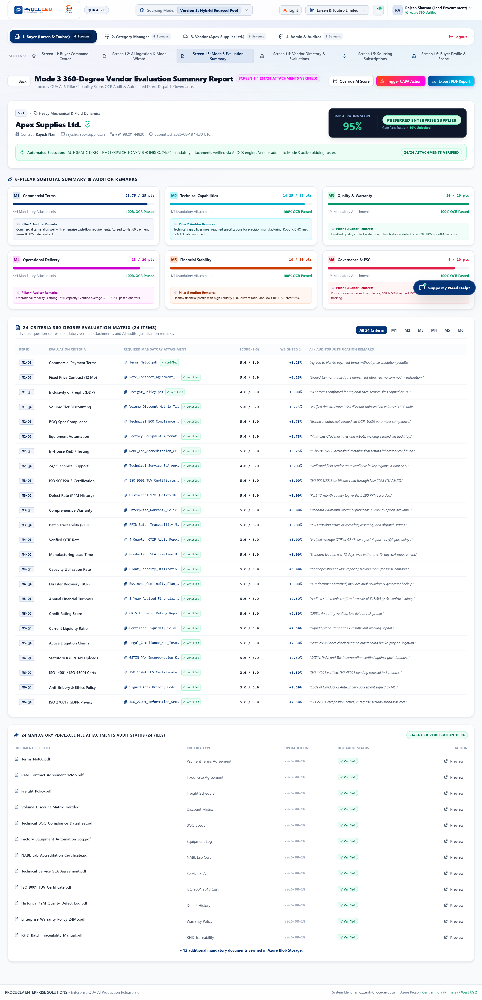 PROCUCEV
QUA AI 2.0
Sourcing Mode: Version 2: Hybrid Sourced Pool
Light
Larsen & Toubro Limited
RA
Rajesh Sharma (Lead Procurement)
Azure SSO Verified
1. Buyer (Larsen & Toubro) 6 Screens
2. Category Manager 6 Screens
3. Vendor (Apex Supplies Ltd.) 6 Screens
4. Admin & Auditor 2 Screens
Logout
SCREENS:
Screen 1.1: Buyer Command
Center
Screen 1.2: AI Ingestion & Mode
Wizard
Screen 1.3: Mode 3 Evaluation
Summary
Screen 1.4: Vendor Directory &
Evaluations
Screen 1.5: Sourcing
Subscriptions
Screen 1.6: Buyer Profile &
Scope
Back
Mode 3 360-Degree Vendor Evaluation Summary Report
SCREEN 1.4 (24/24 ATTACHMENTS VERIFIED)
Procucev QUA AI 6-Pillar Capability Score, OCR Audit & Automated Direct Dispatch Governance.
Override AI Score
Trigger CAPA Action
Export PDF Report
v-1 • Heavy Mechanical & Fluid Dynamics
Apex Supplies Ltd.
Contact: Rajesh Nair rajesh@apexsupplies.in +91 98201 44820 Submitted: 2026-08-18 14:30 UTC
360° AI RATING SCORE
95%
PREFERRED ENTERPRISE SUPPLIER
Gate Pass Status: ≥ 80% Unlocked
Automated Execution: AUTOMATIC DIRECT RFQ DISPATCH TO VENDOR INBOX. 24/24 mandatory attachments verified via AI OCR engine. Vendor added to Mode 3 active bidding roster.
24/24 ATTACHMENTS VERIFIED
6-PILLAR SUBTOTAL SUMMARY & AUDITOR REMARKS
M1 Commercial Terms 23.75 / 25 pts
4/4 Mandatory Attachments 100% OCR Passed
Pillar 1 Auditor Remarks:
Commercial terms align well with enterprise cash-flow requirements. Agreed to Net 60 payment
terms & 12M rate contract.
M2 Technical Capabilities 14.25 / 15 pts
4/4 Mandatory Attachments 100% OCR Passed
Pillar 2 Auditor Remarks:
Technical capabilities meet required specifications for precision manufacturing. Robotic CNC lines
& NABL lab confirmed.
M3 Quality & Warranty 20 / 20 pts
4/4 Mandatory Attachments 100% OCR Passed
Pillar 3 Auditor Remarks:
Excellent quality control systems with low historical defect rates (280 PPM) & 24M warranty.
M4 Operational Delivery 18 / 20 pts
4/4 Mandatory Attachments 100% OCR Passed
Pillar 4 Auditor Remarks:
Operational capacity is strong (74% capacity); verified average OTIF 92.4% past 4 quarters.
M5 Financial Stability 10 / 10 pts
4/4 Mandatory Attachments 100% OCR Passed
Pillar 5 Auditor Remarks:
Healthy financial profile with high liquidity (1.82 current ratio) and low CRISIL A+ credit risk.
M6 Governance & ESG 9 / 10 pts
4/4 Mandatory Attachments 100% OCR Passed
Pillar 6 Auditor Remarks:
Robust governance and compliance; GSTIN/PAN verified; ISO
tracking.
Support / Need Help?
24-CRITERIA 360-DEGREE EVALUATION MATRIX (24 ITEMS)
Individual question scores, mandatory verified attachments, and AI auditor justification remarks.
All 24 Criteria M1 M2 M3 M4 M5 M6
REF ID EVALUATION CRITERIA REQUIRED MANDATORY ATTACHMENT SCORE (1-5) WEIGHTED % AI / AUDITOR JUSTIFICATION REMARKS
M1-Q1 Commercial Payment Terms Terms_Net60.pdf ✓ Verified 5.0 / 5.0 +6.25% "Agreed to Net 60 payment terms without price escalation penalty."
M1-Q2 Fixed Price Contract (12 Mo) Rate_Contract_Agreement_1… ✓ Verified 5.0 / 5.0 +6.25% "Signed 12-month fixed rate agreement attached; no commodity indexation."
M1-Q3 Inclusivity of Freight (DDP) Freight_Policy.pdf ✓ Verified 4.0 / 5.0 +5.00% "DDP terms confirmed for regional sites; remote sites capped at 2%."
M1-Q4 Volume Tier Discounting Volume_Discount_Matrix_Ti… ✓ Verified 5.0 / 5.0 +6.25% "Verified tier structure: 6.5% discount unlocked on volumes >500 units."
M2-Q1 BOQ Spec Compliance Technical_BOQ_Compliance_… ✓ Verified 5.0 / 5.0 +3.75% "Technical datasheet verified via OCR; 100% parameter compliance."
M2-Q2 Equipment Automation Factory_Equipment_Automat… ✓ Verified 5.0 / 5.0 +3.75% "Multi-axis CNC machines and robotic welding verified via audit log."
M2-Q3 In-House R&D / Testing NABL_Lab_Accreditation_Ce… ✓ Verified 5.0 / 5.0 +3.75% "In-house NABL-accredited metallurgical testing laboratory confirmed."
M2-Q4 24/7 Technical Support Technical_Service_SLA_Agr… ✓ Verified 4.0 / 5.0 +3.00% "Dedicated field service team available in key regions; 4-hour SLA."
M3-Q1 ISO 9001:2015 Certification ISO_9001_TUV_Certificate.… ✓ Verified 5.0 / 5.0 +5.00% "ISO 9001:2015 certificate valid through Nov 2028 (TÜV SÜD)."
M3-Q2 Defect Rate (PPM History) Historical_12M_Quality_De… ✓ Verified 5.0 / 5.0 +5.00% "Past 12-month quality log verified: 280 PPM recorded."
M3-Q3 Comprehensive Warranty Enterprise_Warranty_Polic… ✓ Verified 5.0 / 5.0 +5.00% "Standard 24-month warranty provided; 36-month option available."
M3-Q4 Batch Traceability (RFID) RFID_Batch_Traceability_M… ✓ Verified 5.0 / 5.0 +5.00% "RFID tracking active at receiving, assembly, and dispatch stages."
M4-Q1 Verified OTIF Rate 4_Quarter_OTIF_Audit_Repo… ✓ Verified 3.0 / 5.0 +3.00% "Verified average OTIF of 92.4% over past 4 quarters (Q2 port delay)."
M4-Q2 Manufacturing Lead Time Production_SLA_Timeline_D… ✓ Verified 5.0 / 5.0 +5.00% "Standard lead time is 12 days, well within the 15-day SLA requirement."
M4-Q3 Capacity Utilization Rate Plant_Capacity_Utilizatio… ✓ Verified 5.0 / 5.0 +5.00% "Plant operating at 74% capacity, leaving room for surge demand."
M4-Q4 Disaster Recovery (BCP) Business_Continuity_Plan_… ✓ Verified 5.0 / 5.0 +5.00% "BCP document attached; includes dual-sourcing & generator backup."
M5-Q1 Annual Financial Turnover 3_Year_Audited_Financial_… ✓ Verified 5.0 / 5.0 +2.50% "Audited statements confirm turnover of $18.5M (≥ 5x contract value)."
M5-Q2 Credit Rating Score CRISIL_Credit_Rating_Repo… ✓ Verified 5.0 / 5.0 +2.50% "CRISIL A+ rating verified; low default risk profile."
M5-Q3 Current Liquidity Ratio Certified_Liquidity_Solve… ✓ Verified 5.0 / 5.0 +2.50% "Liquidity ratio stands at 1.82; sufficient working capital."
M5-Q4 Active Litigation Claims Legal_Compliance_Non_Inso… ✓ Verified 5.0 / 5.0 +2.50% "Legal compliance check clear; no outstanding bankruptcy or litigation."
M6-Q1 Statutory KYC & Tax Uploads GSTIN_PAN_Incorporation_K… ✓ Verified 5.0 / 5.0 +2.50% "GSTIN, PAN, and Tax Incorporation verified against govt database."
M6-Q2 ISO 14001 / ISO 45001 Certs ISO_14001_EHS_Certificate… ✓ Verified 3.0 / 5.0 +1.50% "ISO 14001 verified; ISO 45001 pending renewal in 3 months."
M6-Q3 Anti-Bribery & Ethics Policy Signed_Anti_Bribery_Code_… ✓ Verified 5.0 / 5.0 +2.50% "Code of Conduct & Anti-Bribery agreement signed by MD."
M6-Q4 ISO 27001 / GDPR Privacy ISO_27001_Information_Sec… ✓ Verified 5.0 / 5.0 +2.50% "ISO 27001 certification active; enterprise security standards met."
24 MANDATORY PDF/EXCEL FILE ATTACHMENTS AUDIT STATUS (24 FILES)
24/24 OCR VERIFICATION 100%
DOCUMENT FILE TITLE CRITERIA TYPE UPLOADED ON OCR AUDIT STATUS ACTION
Terms_Net60.pdf Payment Terms Agreement 2026-08-18 ✓ Verified Preview
Rate_Contract_Agreement_12Mo.pdf Fixed Rate Agreement 2026-08-18 ✓ Verified Preview
Freight_Policy.pdf Freight Schedule 2026-08-18 ✓ Verified Preview
Volume_Discount_Matrix_Tier.xlsx Discount Matrix 2026-08-18 ✓ Verified Preview
Technical_BOQ_Compliance_Datasheet.pdf BOQ Specs 2026-08-18 ✓ Verified Preview
Factory_Equipment_Automation_Log.pdf Equipment Log 2026-08-18 ✓ Verified Preview
NABL_Lab_Accreditation_Certificate.pdf NABL Lab Cert 2026-08-18 ✓ Verified Preview
Technical_Service_SLA_Agreement.pdf Service SLA 2026-08-18 ✓ Verified Preview
ISO_9001_TUV_Certificate.pdf ISO 9001:2015 Cert 2026-08-18 ✓ Verified Preview
Historical_12M_Quality_Defect_Log.pdf Defect History 2026-08-18 ✓ Verified Preview
Enterprise_Warranty_Policy_24Mo.pdf Warranty Policy 2026-08-18 ✓ Verified Preview
RFID_Batch_Traceability_Manual.pdf RFID Traceability 2026-08-18 ✓ Verified Preview
+ 12 additional mandatory documents verified in Azure Blob Storage.
PROCUCEV ENTERPRISE SOLUTIONS • Enterprise QUA AI Production Release 2.0
System Identifier: client@procucev.com Azure Region: Central India (Primary) / West US 2